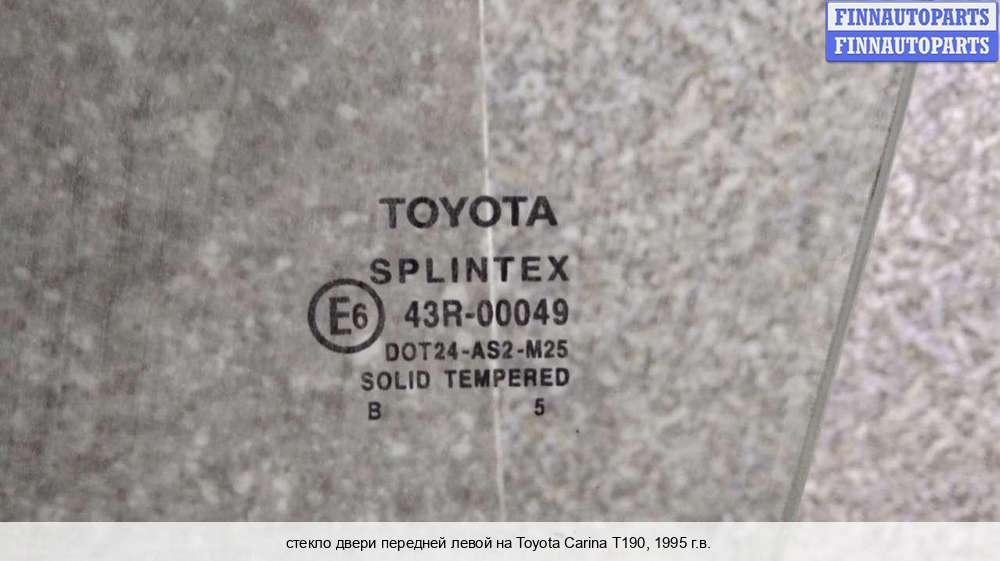 FINNAUTOPARTS
FINNAUTOPARTS
TOYOTA
SPLINTEX
E6 43R-00049
DOT24-AS2-M25
SOLID TEMPERED
B 5
стекло двери передней левой на Toyota Carina T190, 1995 г.в.